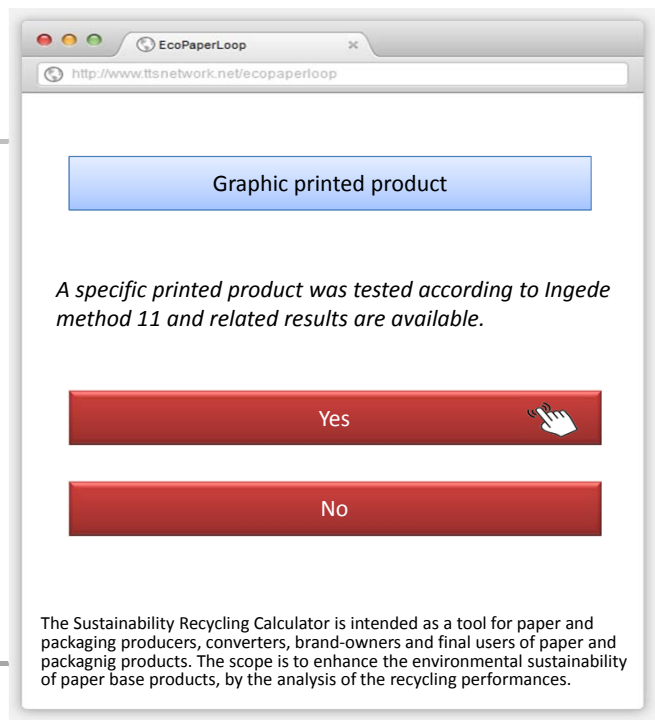 EcoPaperLoop
http://www.ttsnetwork.net/ecopaperloop
Graphic printed product
A specific printed product was tested according to Ingede
method 11 and related results are available.
Yes
No
The Sustainability Recycling Calculator is intended as a tool for paper and
packaging producers, converters, brand-owners and final users of paper and
packagnig products. The scope is to enhance the environmental sustainability
of paper base products, by the analysis of the recycling performances.